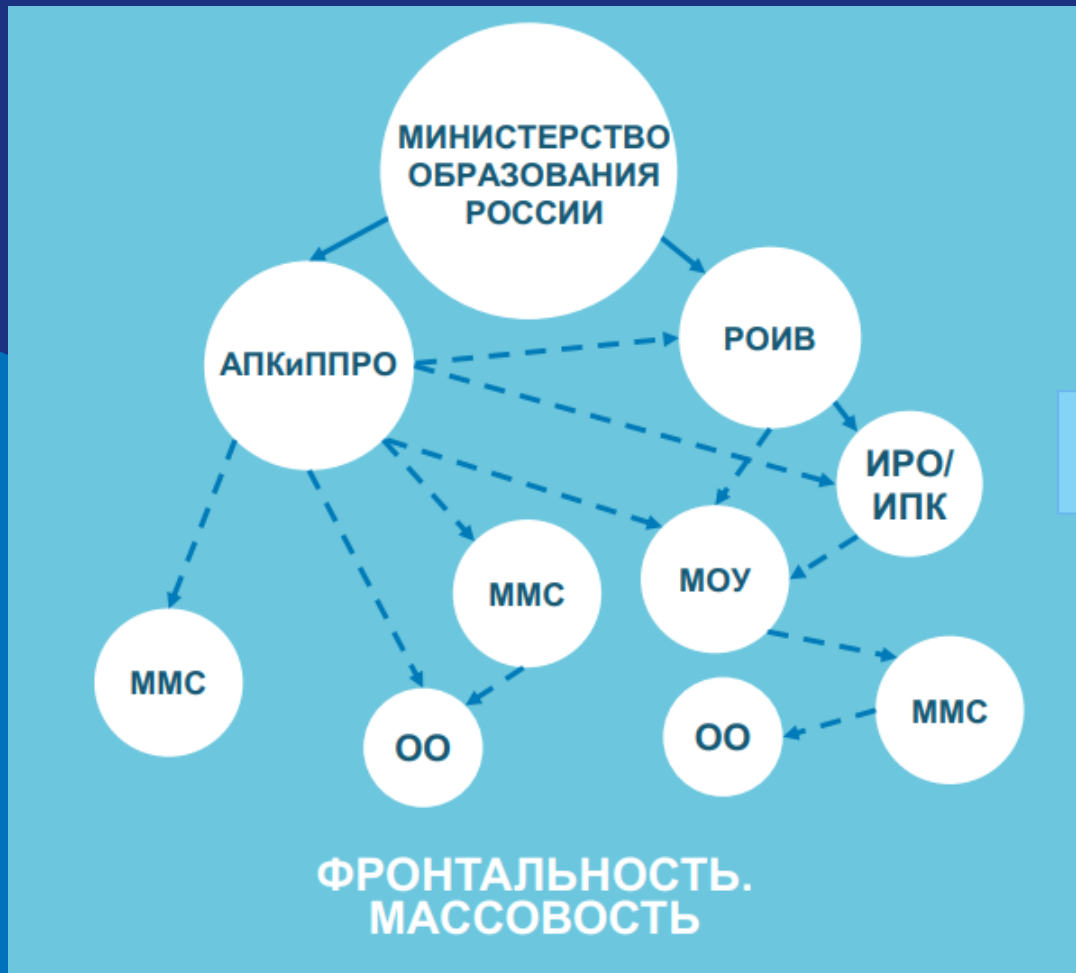 МИНИСТЕРСТВО
ОБРАЗОВАНИЯ
РОССИИ
АПКиППРО
РОИВ
ИРО/
ИПК
ММС
МОУ
ММС
ОО
ОО
ММС
ФРОНТАЛЬНОСТЬ.
МАССОВОСТЬ